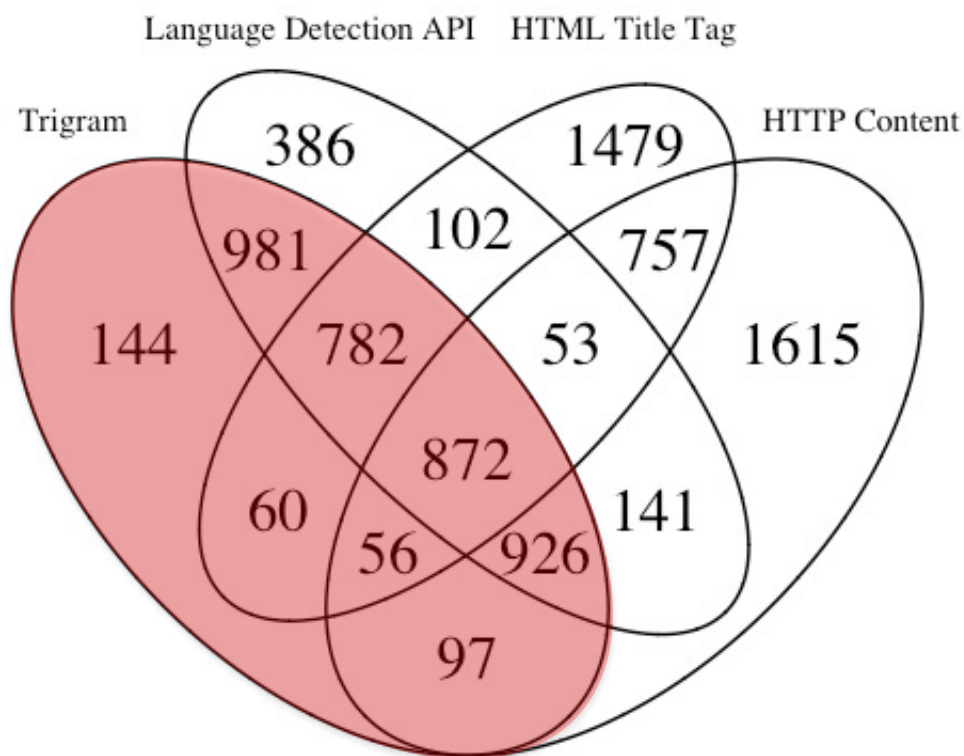 Language Detection API HTML Title Tag
Trigram HTTP Content
386 1479
981 102 757
144 782 53 1615
872
60 141
56 926
97